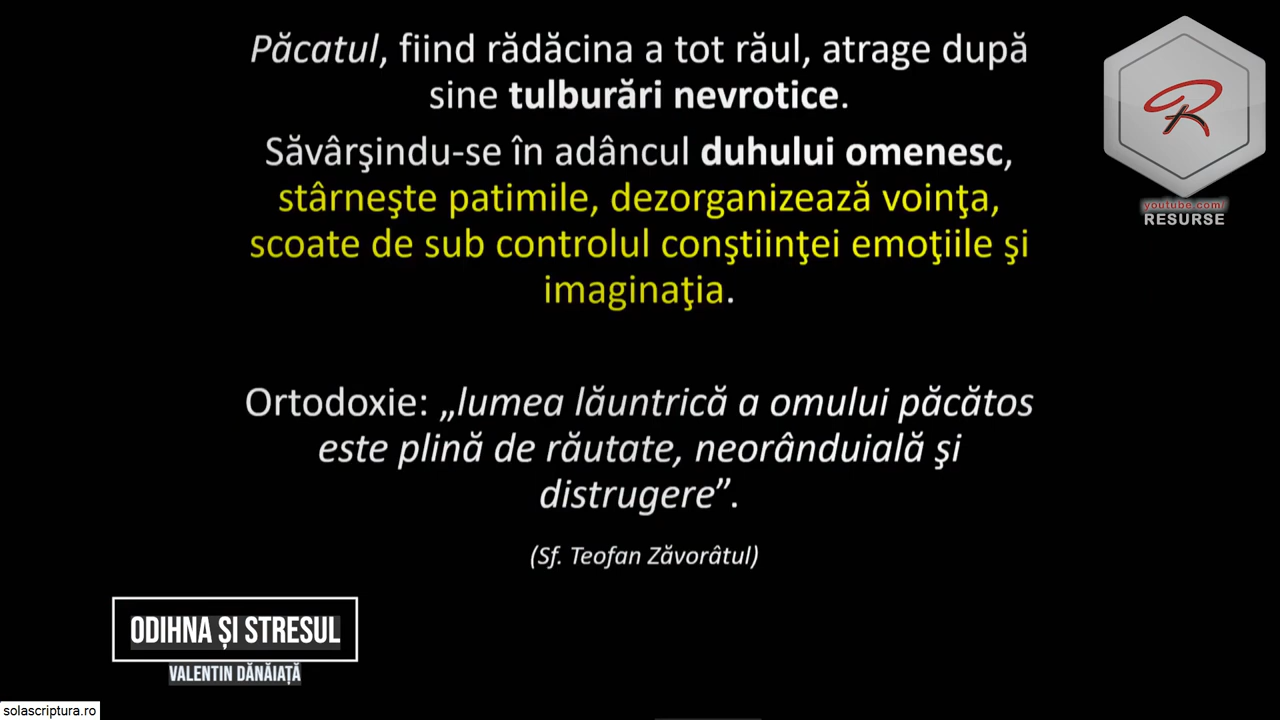 Păcatul, fiind rădăcina a tot răul, atrage după
sine tulburări nevrotice.
Săvârşindu-se în adâncul duhului omenesc,
stârneşte patimile, dezorganizează voinţa,
scoate de sub controlul conştiinţei emoţiile şi
imaginaţia.
Ortodoxie: „lumea lăuntrică a omului păcătos
este plină de răutate, neorânduială şi
distrugere”.
(Sf. Teofan Zăvorâtul)
R
youtube.com/
RESURSE
ODIHNA ȘI STRESUL
VALENTIN DĂNĂIAȚĂ
solascriptura.ro